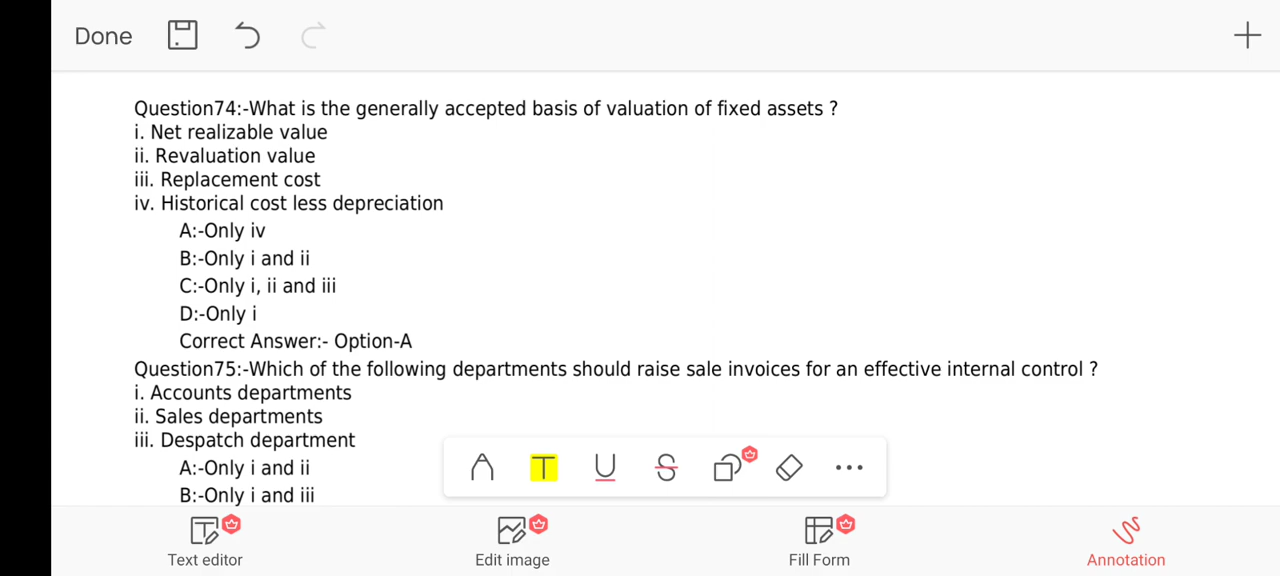 Done
Question74:-What is the generally accepted basis of valuation of fixed assets ?
i. Net realizable value
ii. Revaluation value
iii. Replacement cost
iv. Historical cost less depreciation
A:-Only iv
B:-Only i and ii
C:-Only i, ii and iii
D:-Only i
Correct Answer:- Option-A
Question75:-Which of the following departments should raise sale invoices for an effective internal control ?
i. Accounts departments
ii. Sales departments
iii. Despatch department
A:-Only i and ii
B:-Only i and iii
Text editor
Edit image
Fill Form
Annotation